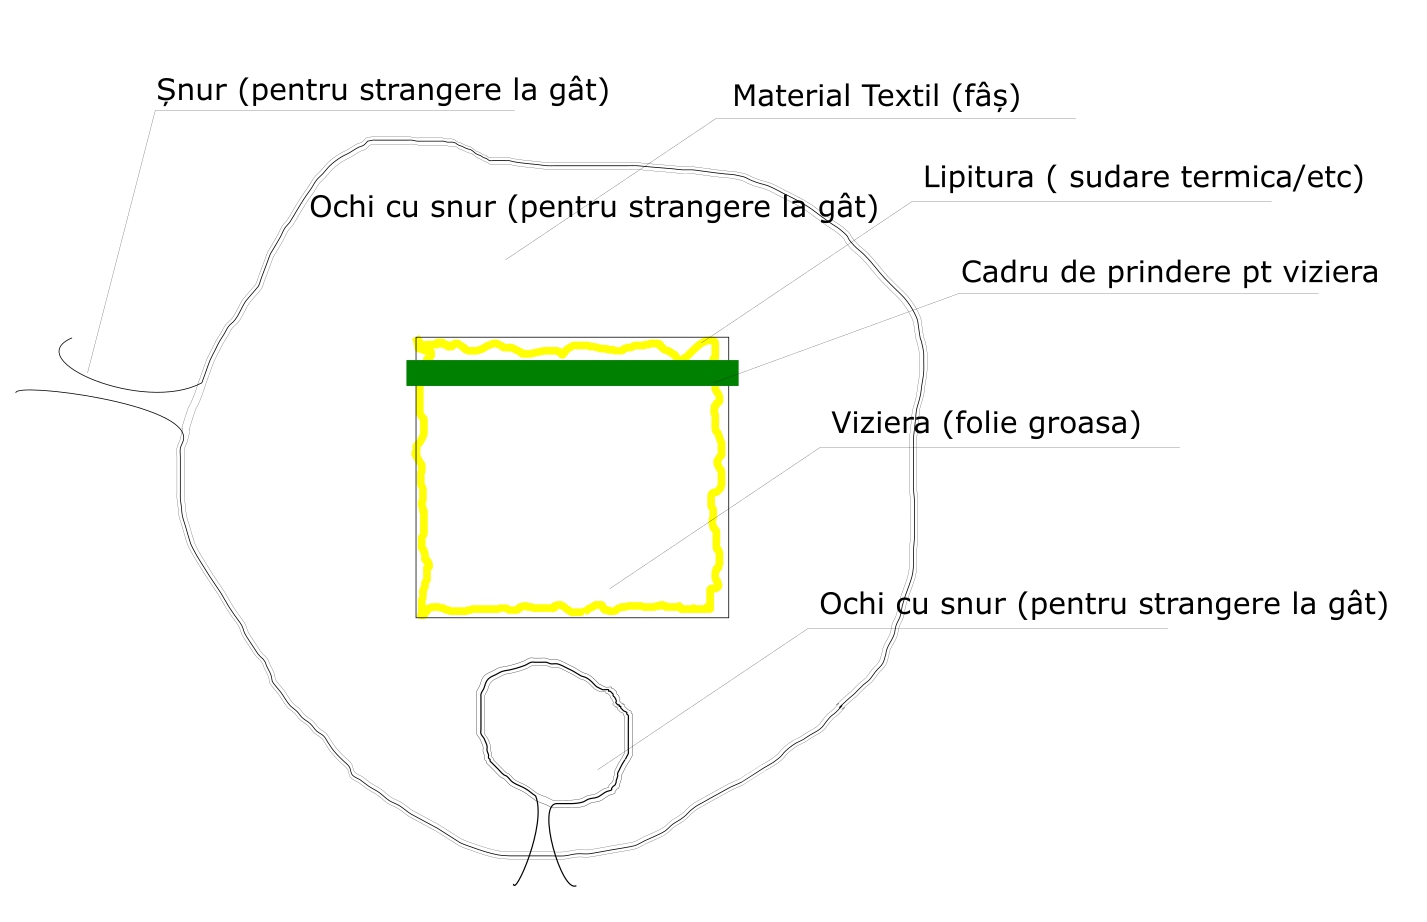 Șnur (pentru strangere la gât)
Material Textil (fâș)
Lipitura ( sudare termica/etc)
Ochi cu snur (pentru strangere la gât)
Cadru de prindere pt viziera
Viziera (folie groasa)
Ochi cu snur (pentru strangere la gât)